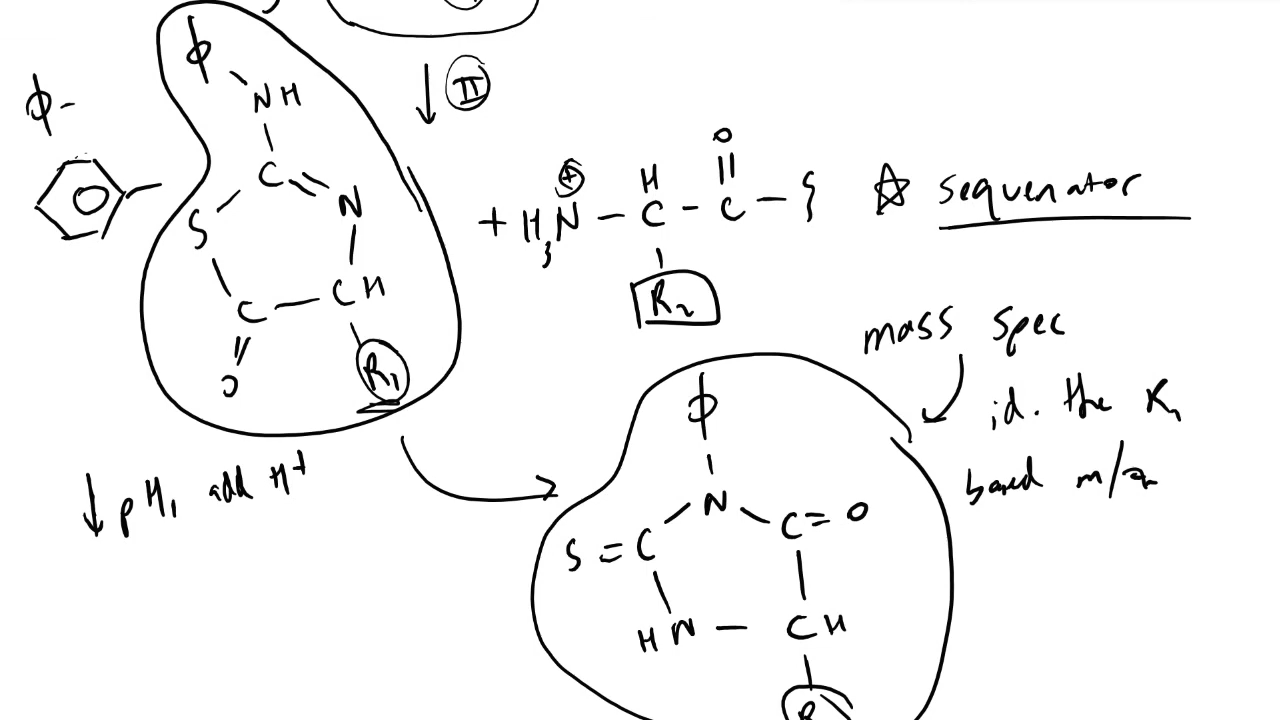 II
ϕ
ϕ-
NH
C=N
S
C-CH
O
R₁
O
H
⊕
+ H₃N-C-C-
R₂
☆ sequenator
mass spec
id. the R₁
based m/z
↓pH, add H⁺
ϕ
N
S=C
C=O
HN-CH
R